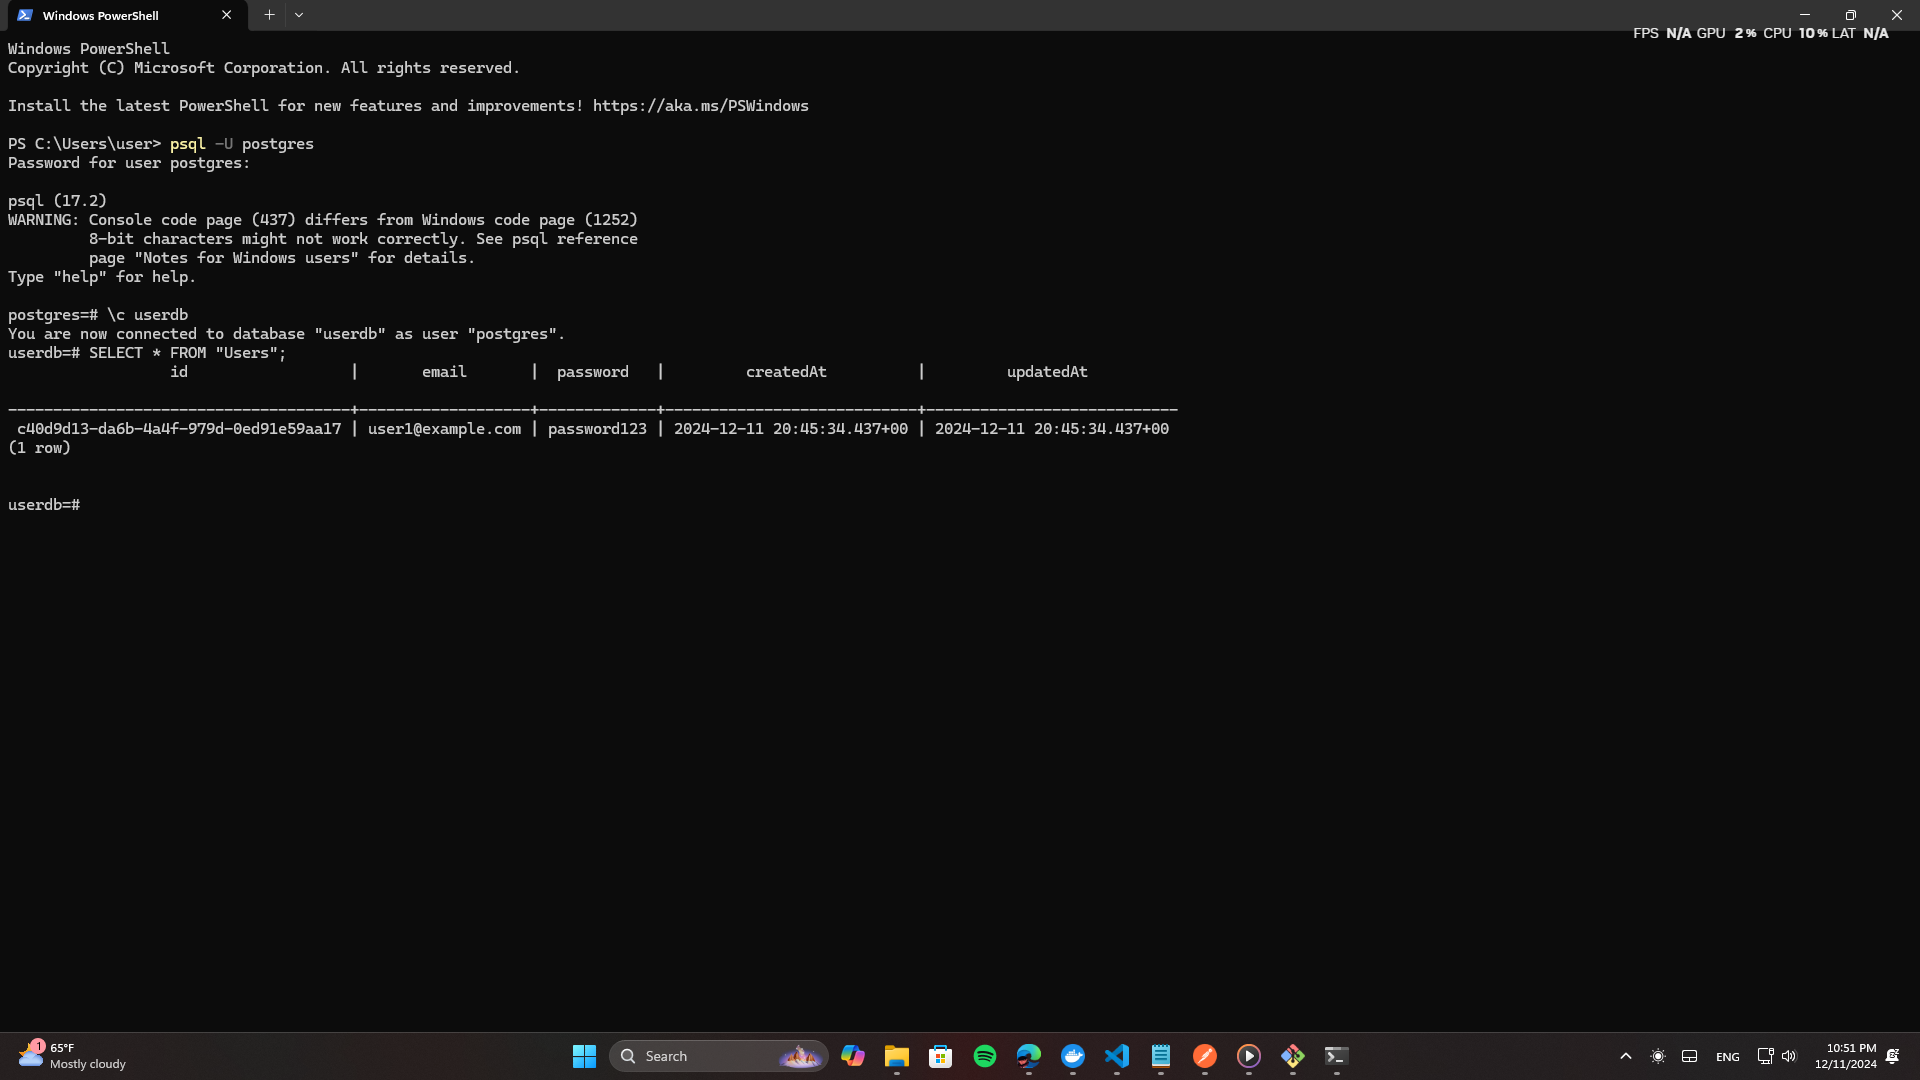 Windows PowerShell
FPS N/A GPU 2% CPU 10% LAT N/A
Windows PowerShell
Copyright (C) Microsoft Corporation. All rights reserved.
Install the latest PowerShell for new features and improvements! https://aka.ms/PSWindows
PS C:\Users\user> psql -U postgres
Password for user postgres:
psql (17.2)
WARNING: Console code page (437) differs from Windows code page (1252)
         8-bit characters might not work correctly. See psql reference
         page "Notes for Windows users" for details.
Type "help" for help.
postgres=# \c userdb
You are now connected to database "userdb" as user "postgres".
userdb=# SELECT * FROM "Users";
                  id                  |       email       |  password   |         createdAt          |         updatedAt
--------------------------------------+-------------------+-------------+----------------------------+----------------------------
 c40d9d13-da6b-4a4f-979d-0ed91e59aa17 | user1@example.com | password123 | 2024-12-11 20:45:34.437+00 | 2024-12-11 20:45:34.437+00
(1 row)
userdb=#
1
65°F
Mostly cloudy
Search
ENG
10:51 PM
12/11/2024